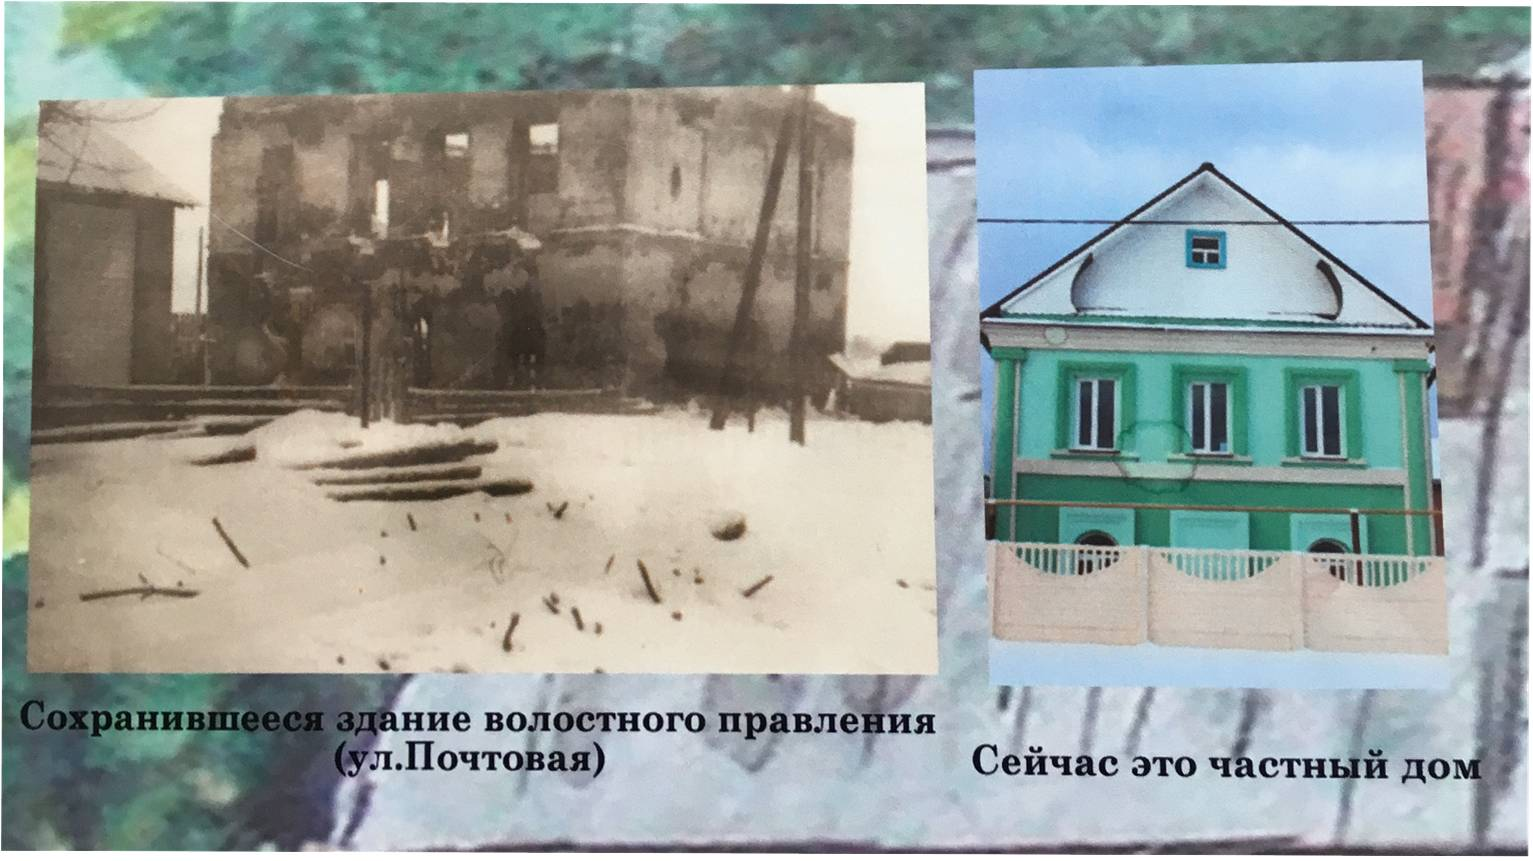 Сохранившееся здание волостного правления
(ул.Почтовая)
Сейчас это частный дом